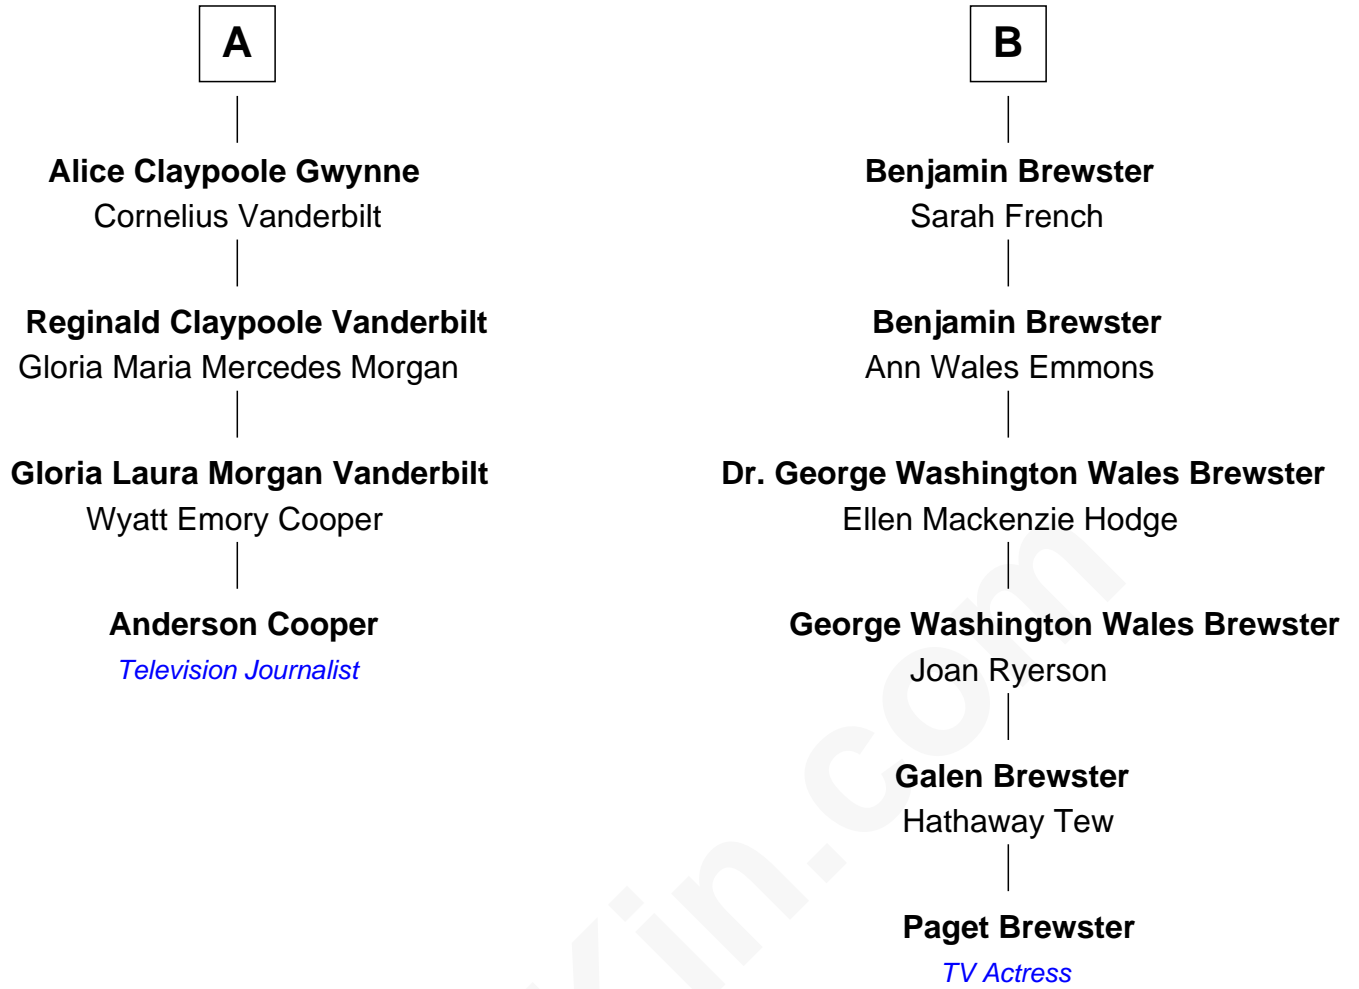 A
Alice Claypoole Gwynne
Cornelius Vanderbilt
Reginald Claypoole Vanderbilt
Gloria Maria Mercedes Morgan
Gloria Laura Morgan Vanderbilt
Wyatt Emory Cooper
Anderson Cooper
Television Journalist
B
Benjamin Brewster
Sarah French
Benjamin Brewster
Ann Wales Emmons
Dr. George Washington Wales Brewster
Ellen Mackenzie Hodge
George Washington Wales Brewster
Joan Ryerson
Galen Brewster
Hathaway Tew
Paget Brewster
TV Actress
Kin.com